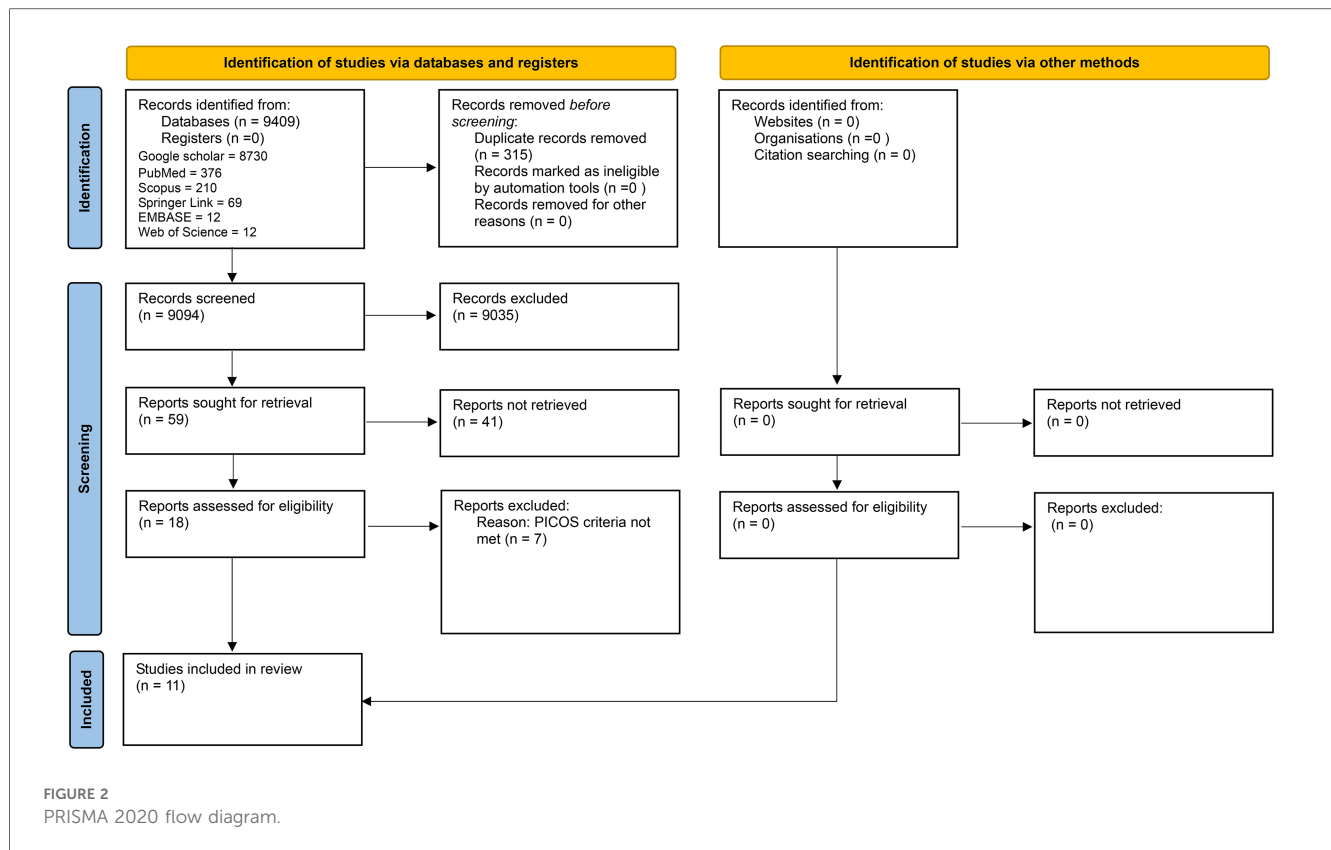 Identification of studies via databases and registers
Identification of studies via other methods
Identification
Records identified from:
Databases (n = 9409)
Registers (n =0)
Google scholar = 8730
PubMed = 376
Scopus = 210
Springer Link = 69
EMBASE = 12
Web of Science = 12
Records removed before
screening:
Duplicate records removed
(n = 315)
Records marked as ineligible
by automation tools (n =0 )
Records removed for other
reasons (n = 0)
Records identified from:
Websites (n = 0)
Organisations (n =0 )
Citation searching (n = 0)
Screening
Records screened
(n = 9094)
Records excluded
(n = 9035)
Reports sought for retrieval
(n = 59)
Reports not retrieved
(n = 41)
Reports sought for retrieval
(n = 0)
Reports not retrieved
(n = 0)
Reports assessed for eligibility
(n = 18)
Reports excluded:
Reason: PICOS criteria not
met (n = 7)
Reports assessed for eligibility
(n = 0)
Reports excluded:
(n = 0)
Included
Studies included in review
(n = 11)
FIGURE 2
PRISMA 2020 flow diagram.